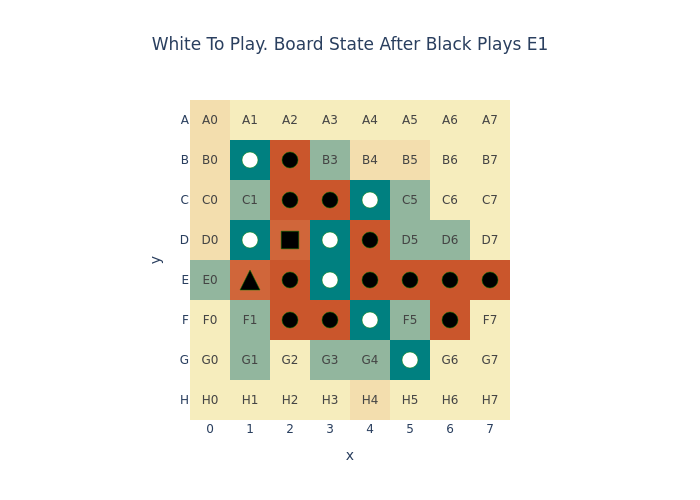 White To Play. Board State After Black Plays E1
A A0 A1 A2 A3 A4 A5 A6 A7
B B0 B3 B4 B5 B6 B7
C C0 C1 C5 C6 C7
D D0 D5 D6 D7
E E0
F F0 F1 F5 F7
G G0 G1 G2 G3 G4 G6 G7
H H0 H1 H2 H3 H4 H5 H6 H7
0 1 2 3 4 5 6 7
x
y